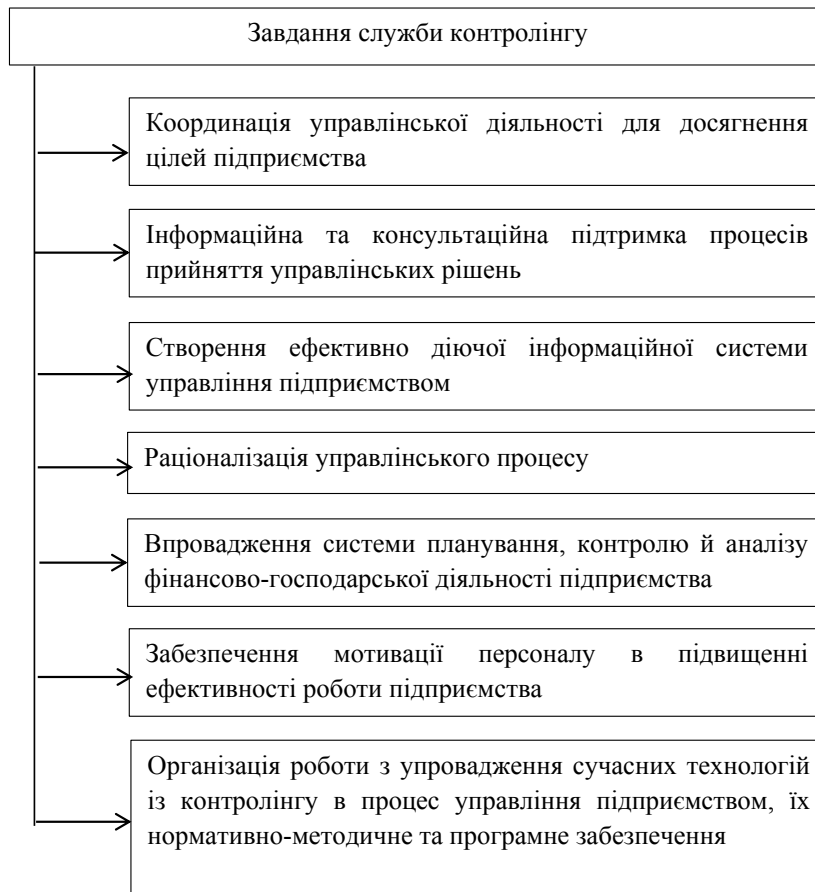 Завдання служби контролінгу
Координація управлінської діяльності для досягнення
цілей підприємства
Інформаційна та консультаційна підтримка процесів
прийняття управлінських рішень
Створення ефективно діючої інформаційної системи
управління підприємством
Раціоналізація управлінського процесу
Впровадження системи планування, контролю й аналізу
фінансово-господарської діяльності підприємства
Забезпечення мотивації персоналу в підвищенні
ефективності роботи підприємства
Організація роботи з упровадження сучасних технологій
із контролінгу в процес управління підприємством, їх
нормативно-методичне та програмне забезпечення